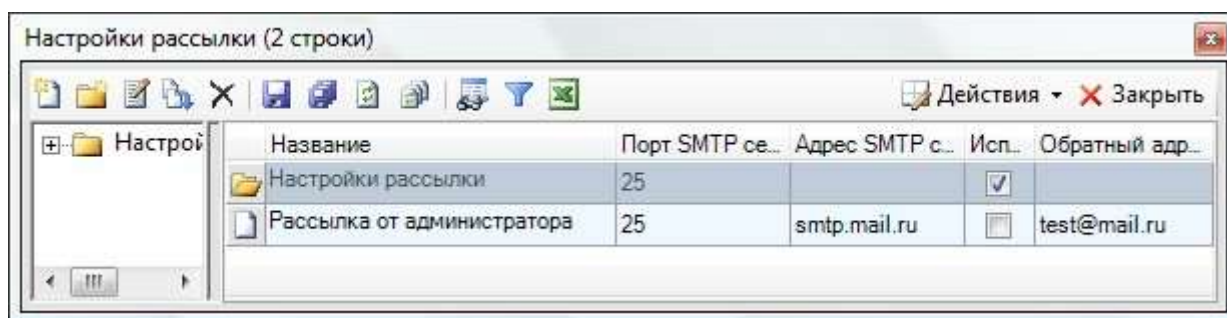 Настройки рассылки (2 строки)
Действия Закрыть
Настрой
Название Порт SMTP се... Адрес SMTP с... Исп... Обратный адр...
Настройки рассылки 25
Рассылка от администратора 25 smtp.mail.ru test@mail.ru